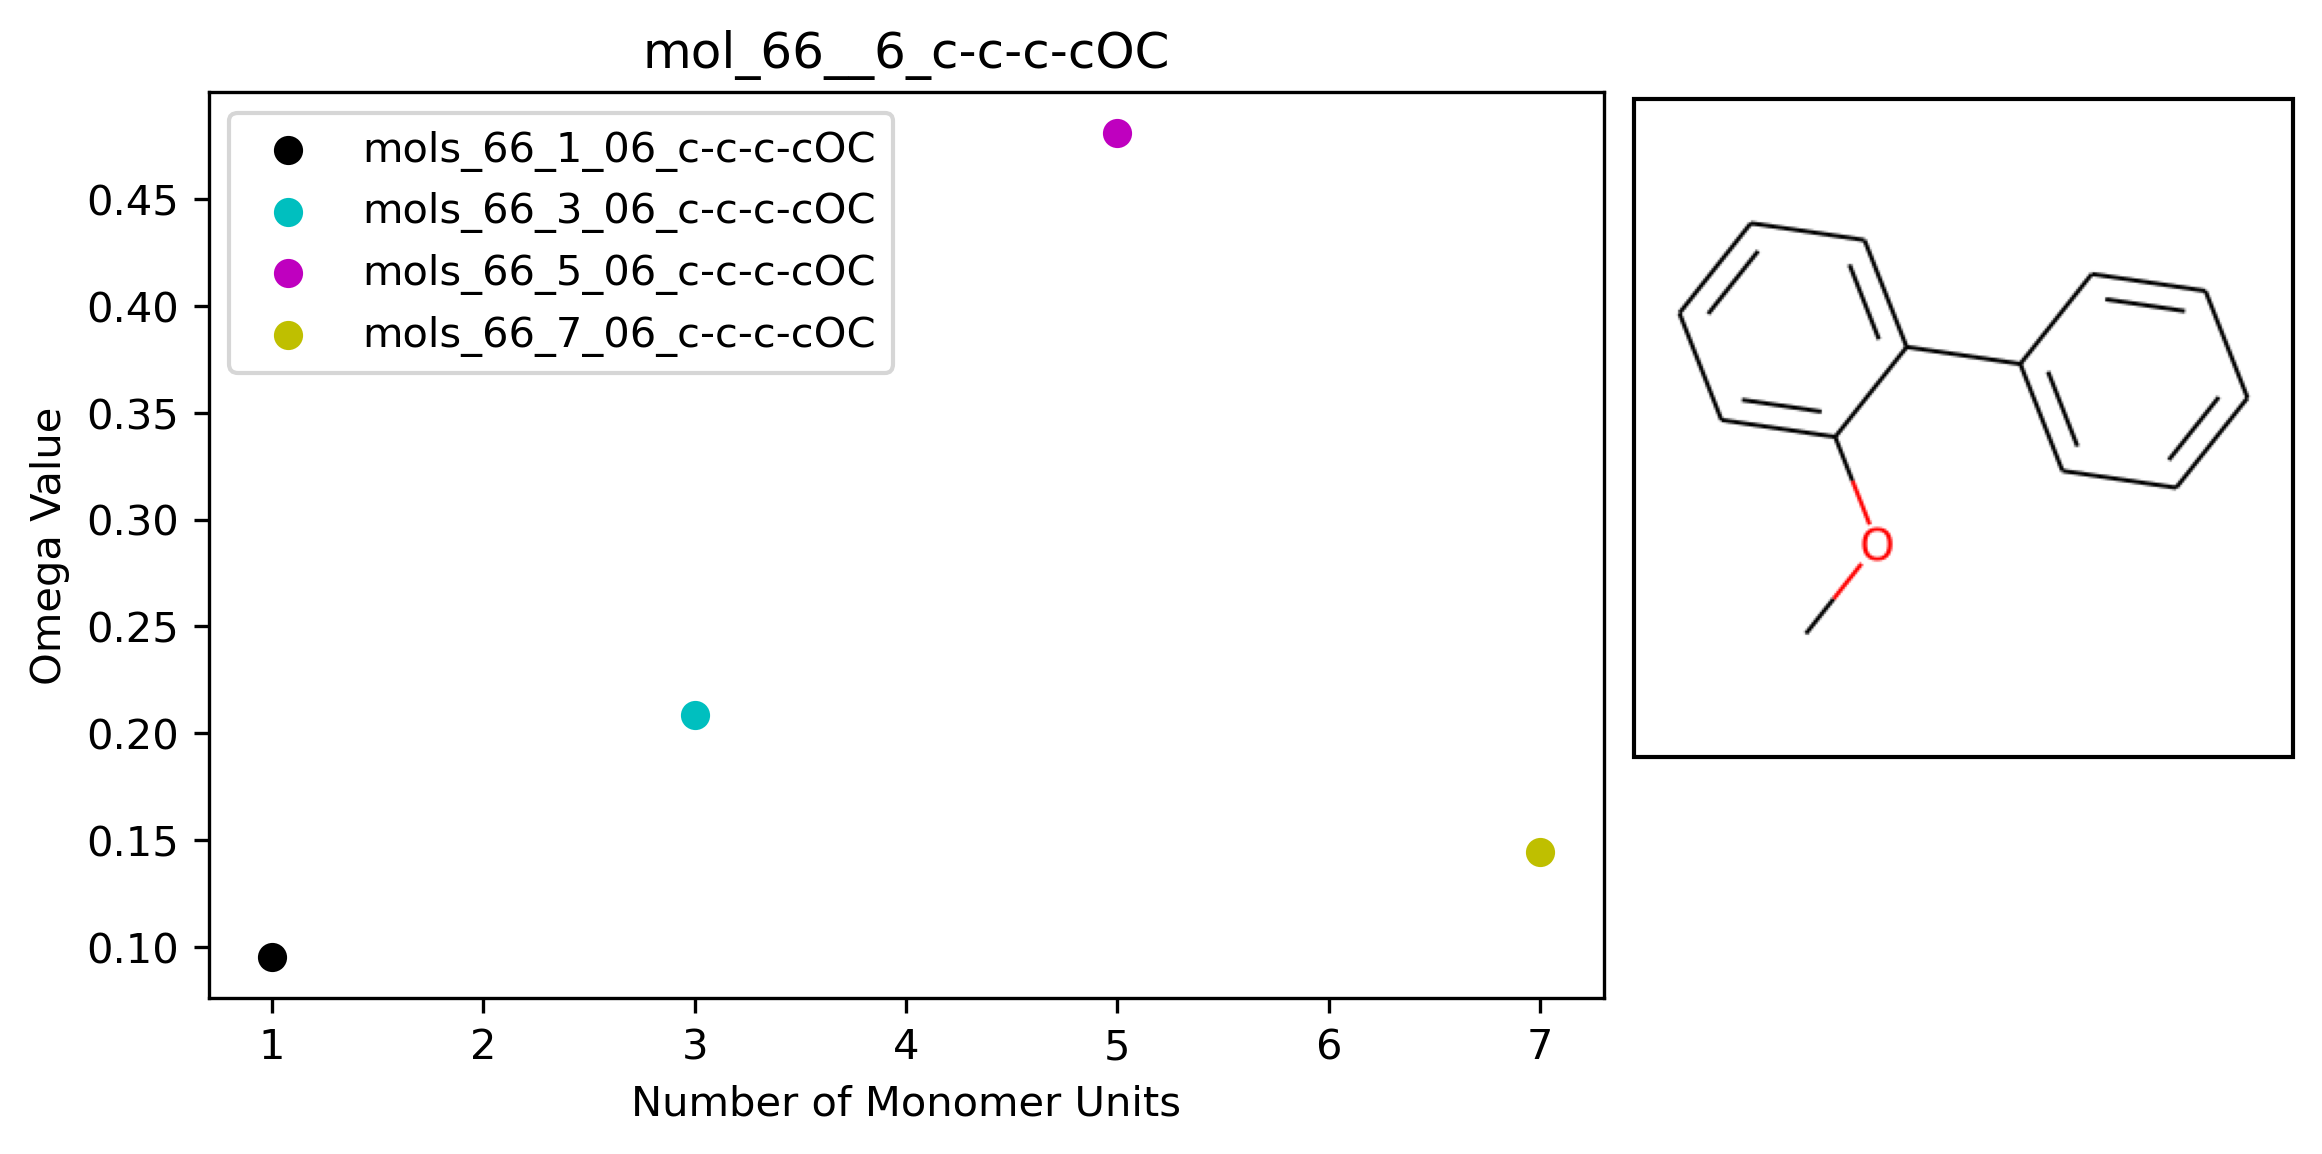 mol_66__6_c-c-c-cOC
mols_66_1_06_c-c-c-cOC
mols_66_3_06_c-c-c-cOC
mols_66_5_06_c-c-c-cOC
mols_66_7_06_c-c-c-cOC
Omega Value
0.45
0.40
0.35
0.30
0.25
0.20
0.15
0.10
1 2 3 4 5 6 7
Number of Monomer Units
O